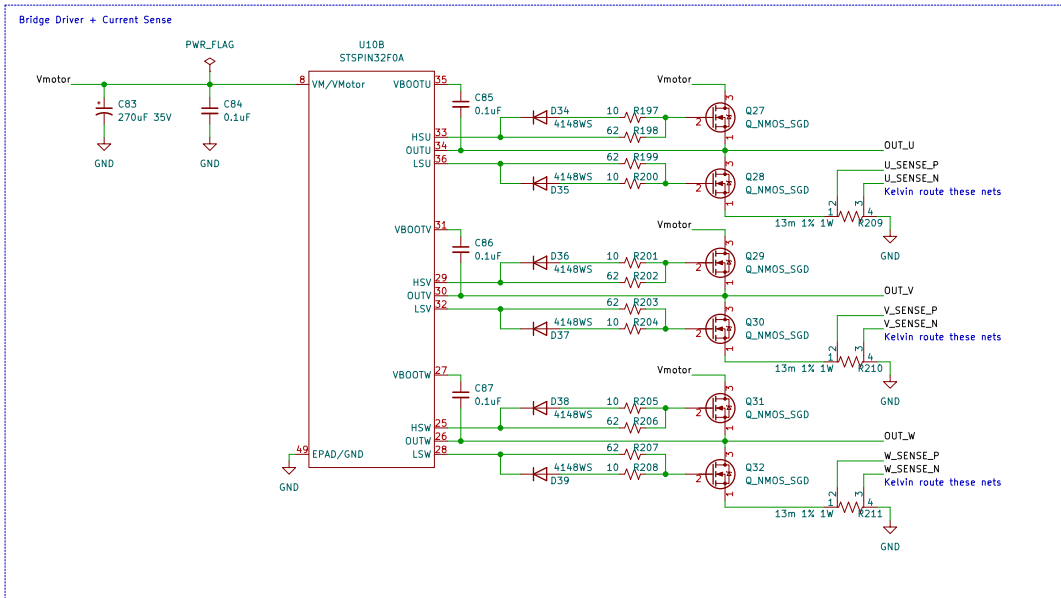 Bridge Driver + Current Sense
PWR_FLAG
U10B
STSPIN32F0A
Vmotor
8 VM/VMotor
VBOOTU 35
C83
270uF 35V
C84
0.1uF
GND
GND
C85
0.1uF
HSU 33
OUTU 34
LSU 36
D34
4148WS
10 R197
62 R198
62 R199
4148WS
10 R200
D35
Vmotor
3
2
Q27
Q_NMOS_SGD
1
OUT_U
3
2
Q28
Q_NMOS_SGD
1
U_SENSE_P
U_SENSE_N
Kelvin route these nets
2 3
1 4
13m 1% 1W R209
GND
VBOOTV 31
C86
0.1uF
HSV 29
OUTV 30
LSV 32
D36
4148WS
10 R201
62 R202
62 R203
4148WS
10 R204
D37
Vmotor
3
2
Q29
Q_NMOS_SGD
1
OUT_V
3
2
Q30
Q_NMOS_SGD
1
V_SENSE_P
V_SENSE_N
Kelvin route these nets
2 3
1 4
13m 1% 1W R210
GND
VBOOTW 27
C87
0.1uF
HSW 25
OUTW 26
LSW 28
49 EPAD/GND
GND
D38
4148WS
10 R205
62 R206
62 R207
4148WS
10 R208
D39
Vmotor
3
2
Q31
Q_NMOS_SGD
1
OUT_W
3
2
Q32
Q_NMOS_SGD
1
W_SENSE_P
W_SENSE_N
Kelvin route these nets
2 3
1 4
13m 1% 1W R211
GND